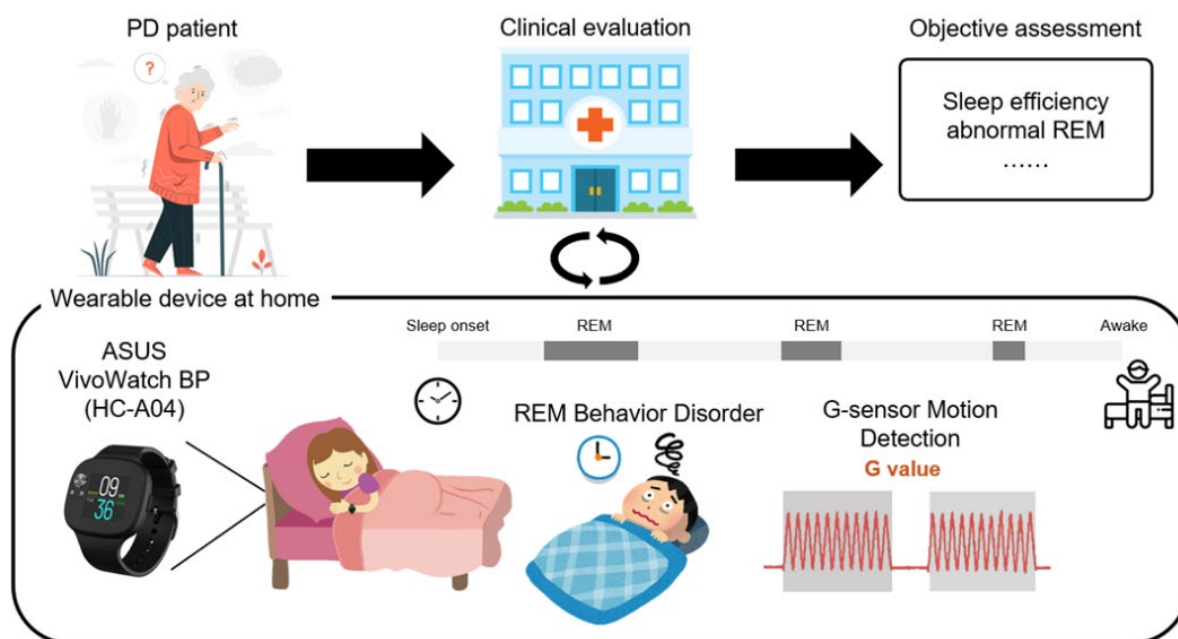 PD patient
Clinical evaluation
Objective assessment
?
Sleep efficiency
abnormal REM
......
Wearable device at home
Sleep onset
REM
REM
REM
Awake
ASUS
VivoWatch BP
(HC-A04)
09
36
REM Behavior Disorder
G-sensor Motion
Detection
G value